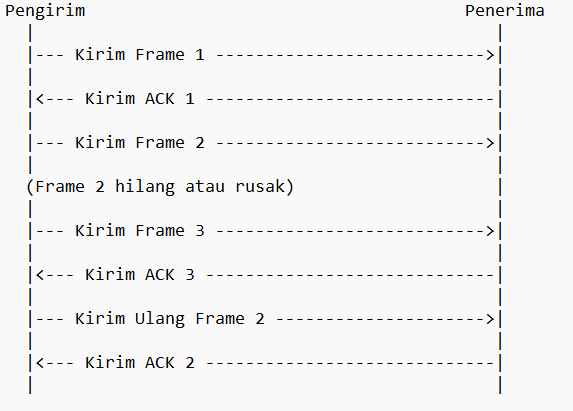 Pengirim                                      Penerima
   |                                              |
   |--- Kirim Frame 1 --------------------------->|
   |                                              |
   |<--- Kirim ACK 1 -----------------------------|
   |                                              |
   |--- Kirim Frame 2 --------------------------->|
   |                                              |
  (Frame 2 hilang atau rusak)                     |
   |                                              |
   |--- Kirim Frame 3 --------------------------->|
   |                                              |
   |<--- Kirim ACK 3 -----------------------------|
   |                                              |
   |--- Kirim Ulang Frame 2 --------------------->|
   |                                              |
   |<--- Kirim ACK 2 -----------------------------|
   |                                              |